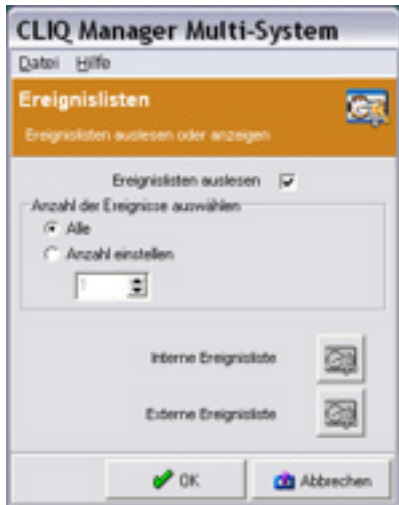 CLIQ Manager Multi-System
Datei Hilfe
Ereignislisten
Ereignislisten auslesen oder anzeigen
Ereignislisten auslesen
Anzahl der Ereignisse auswählen
Alle
Anzahl einstellen
1
Interne Ereignisliste
Externe Ereignisliste
OK Abbrechen